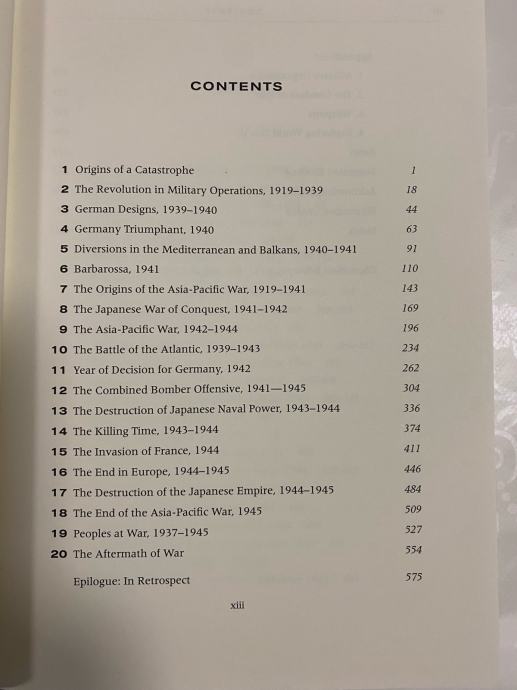 CONTENTS
1 Origins of a Catastrophe 1
2 The Revolution in Military Operations, 1919–1939 18
3 German Designs, 1939–1940 44
4 Germany Triumphant, 1940 63
5 Diversions in the Mediterranean and Balkans, 1940–1941 91
6 Barbarossa, 1941 110
7 The Origins of the Asia-Pacific War, 1919–1941 143
8 The Japanese War of Conquest, 1941–1942 169
9 The Asia-Pacific War, 1942–1944 196
10 The Battle of the Atlantic, 1939–1943 234
11 Year of Decision for Germany, 1942 262
12 The Combined Bomber Offensive, 1941—1945 304
13 The Destruction of Japanese Naval Power, 1943–1944 336
14 The Killing Time, 1943–1944 374
15 The Invasion of France, 1944 411
16 The End in Europe, 1944–1945 446
17 The Destruction of the Japanese Empire, 1944–1945 484
18 The End of the Asia-Pacific War, 1945 509
19 Peoples at War, 1937–1945 527
20 The Aftermath of War 554
Epilogue: In Retrospect 575
xiii